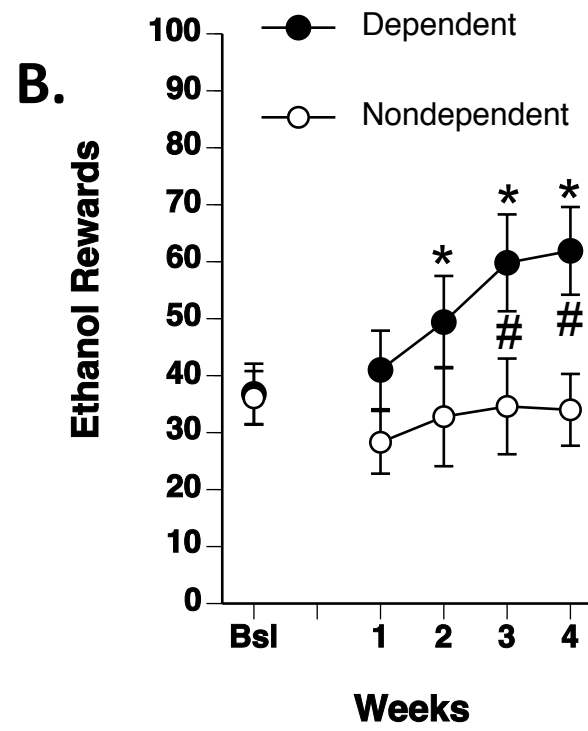 Dependent
B.
Nondependent
Ethanol Rewards
100
90
80
70
60
50
40
30
20
10
0
* * *
# #
Bsl 1 2 3 4
Weeks